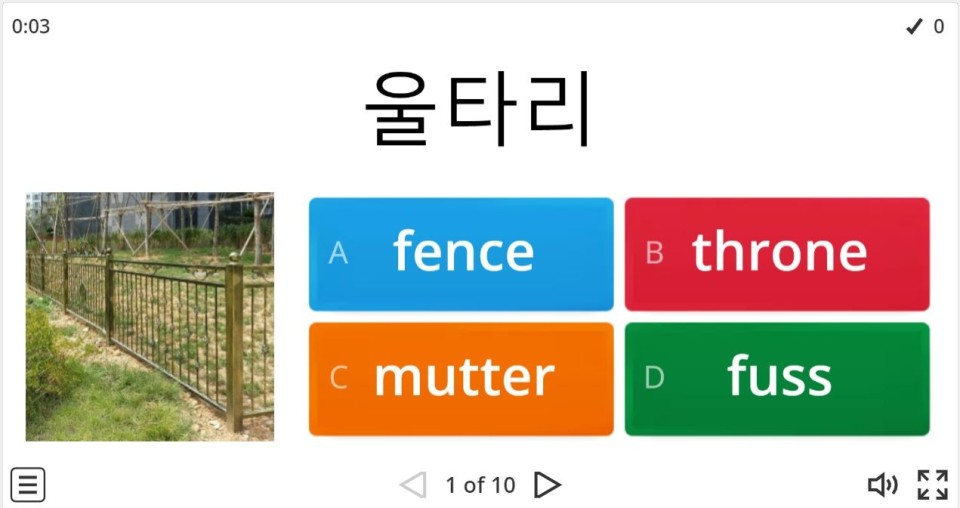 0:03
✓ 0
울타리
A fence
B throne
C mutter
D fuss
1 of 10